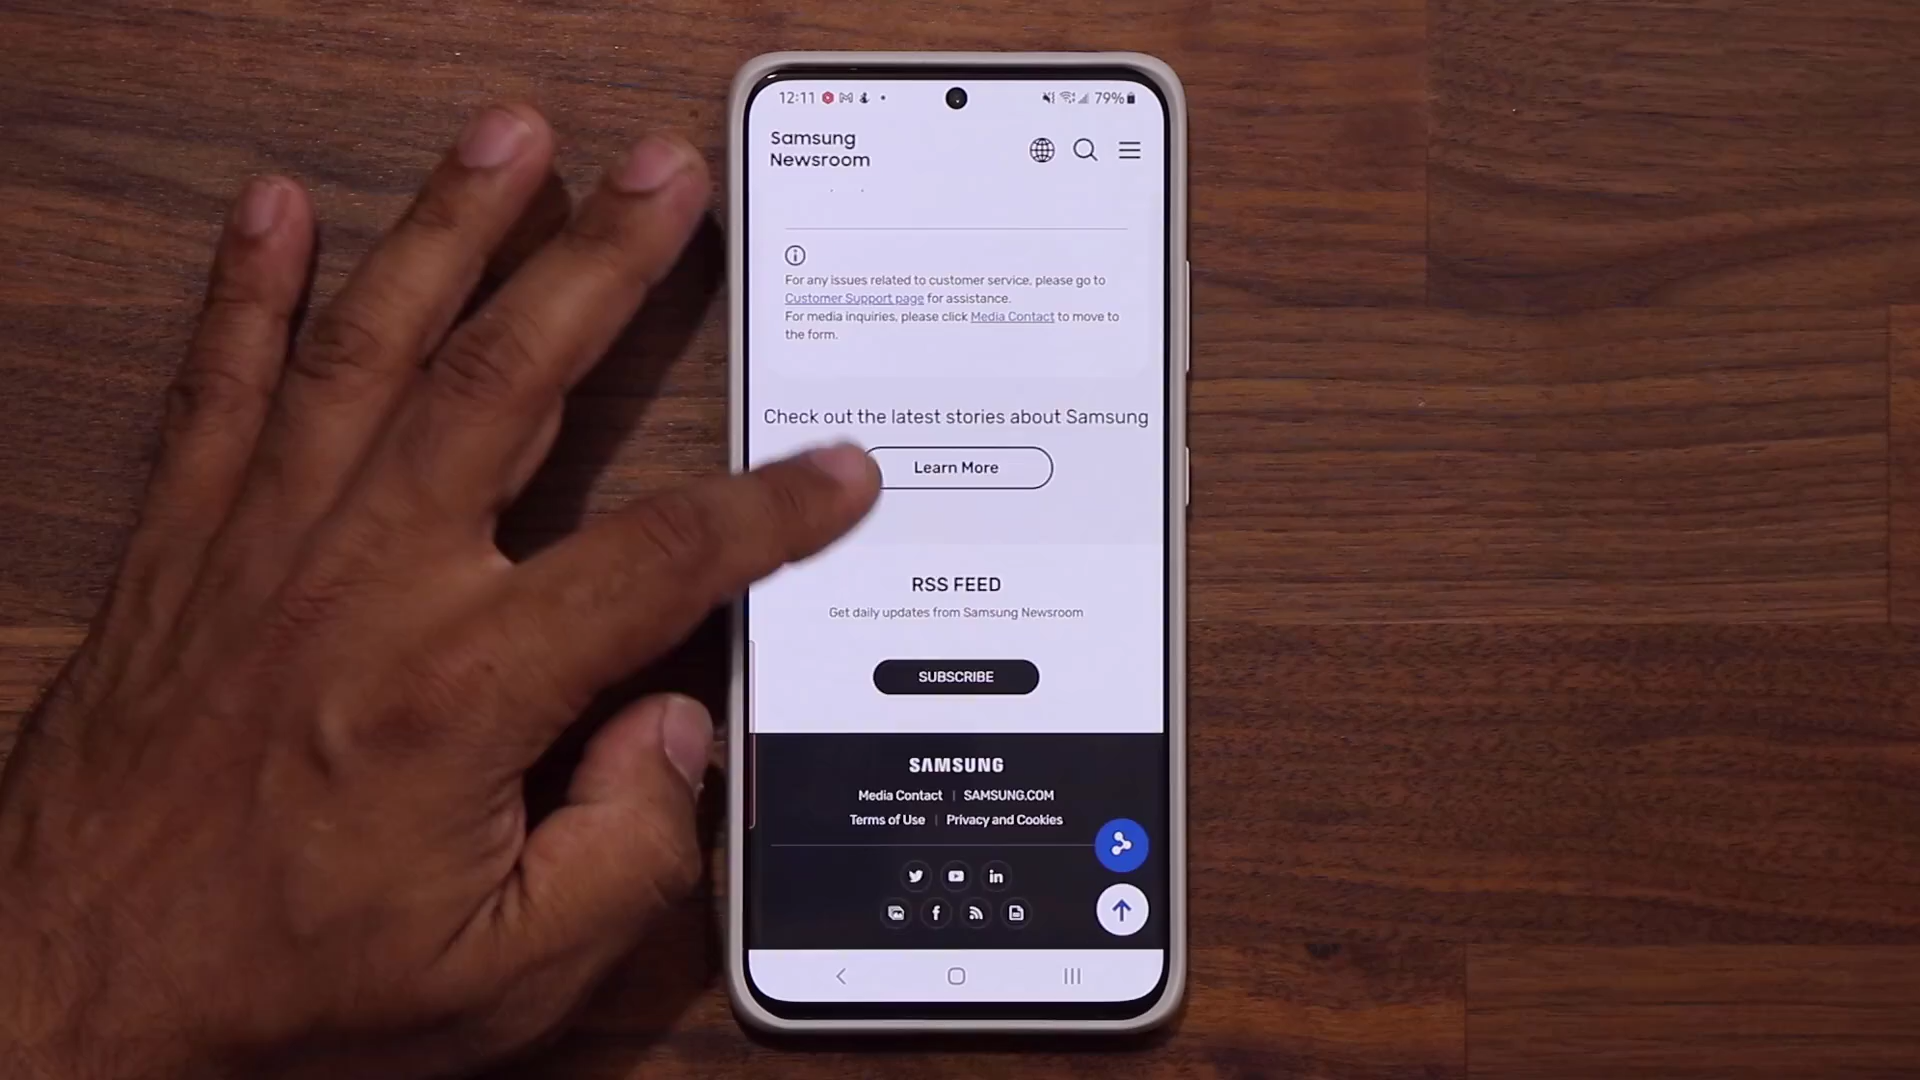 12:11 79%
Samsung
Newsroom
For any issues related to customer service, please go to
Customer Support page for assistance.
For media inquiries, please click Media Contact to move to
the form.
Check out the latest stories about Samsung
Learn More
RSS FEED
Get daily updates from Samsung Newsroom
SUBSCRIBE
SAMSUNG
Media Contact | SAMSUNG.COM
Terms of Use | Privacy and Cookies